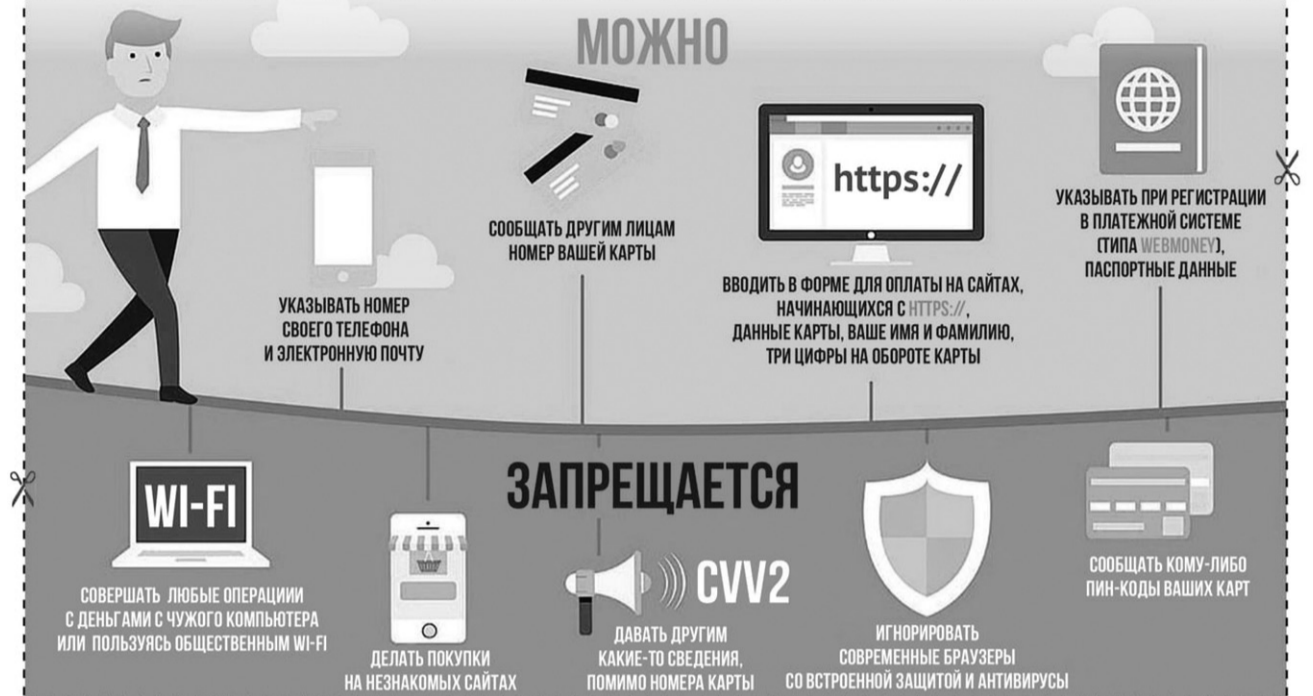 МОЖНО
УКАЗЫВАТЬ НОМЕР
СВОЕГО ТЕЛЕФОНА
И ЭЛЕКТРОННУЮ ПОЧТУ
СООБЩАТЬ ДРУГИМ ЛИЦАМ
НОМЕР ВАШЕЙ КАРТЫ
https://
ВВОДИТЬ В ФОРМЕ ДЛЯ ОПЛАТЫ НА САЙТАХ,
НАЧИНАЮЩИХСЯ С HTTPS://,
ДАННЫЕ КАРТЫ, ВАШЕ ИМЯ И ФАМИЛИЮ,
ТРИ ЦИФРЫ НА ОБОРОТЕ КАРТЫ
УКАЗЫВАТЬ ПРИ РЕГИСТРАЦИИ
В ПЛАТЕЖНОЙ СИСТЕМЕ
(ТИПА WEBMONEY),
ПАСПОРТНЫЕ ДАННЫЕ
ЗАПРЕЩАЕТСЯ
WI-FI
СОВЕРШАТЬ ЛЮБЫЕ ОПЕРАЦИИИ
С ДЕНЬГАМИ С ЧУЖОГО КОМПЬЮТЕРА
ИЛИ ПОЛЬЗУЯСЬ ОБЩЕСТВЕННЫМ WI-FI
ДЕЛАТЬ ПОКУПКИ
НА НЕЗНАКОМЫХ САЙТАХ
CVV2
ДАВАТЬ ДРУГИМ
КАКИЕ-ТО СВЕДЕНИЯ,
ПОМИМО НОМЕРА КАРТЫ
ИГНОРИРОВАТЬ
СОВРЕМЕННЫЕ БРАУЗЕРЫ
СО ВСТРОЕННОЙ ЗАЩИТОЙ И АНТИВИРУСЫ
СООБЩАТЬ КОМУ-ЛИБО
ПИН-КОДЫ ВАШИХ КАРТ